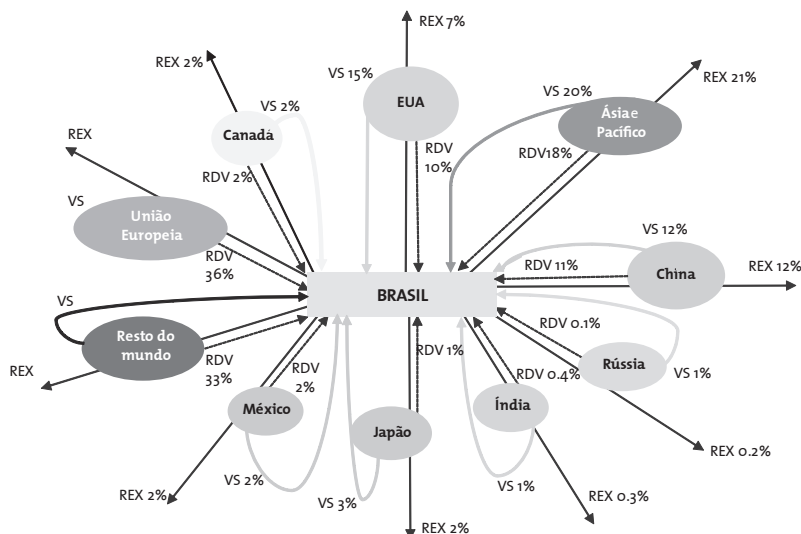 REX 7%
REX 2%
VS 15%
EUA
REX 21%
VS 20%
VS 2%
Ásia e
Pacífico
Canadá
RDV
10%
RDV18%
REX
RDV 2%
VS
União
Europeia
VS 12%
RDV
36%
RDV 11%
China
REX 12%
BRASIL
VS
Resto do
mundo
RDV 0.1%
RDV
33%
RDV 1%
Rússia
REX
RDV
2%
RDV 0.4%
VS 1%
México
Índia
Japão
REX 0.2%
VS 2%
VS 1%
REX 2%
VS 3%
REX 0.3%
REX 2%